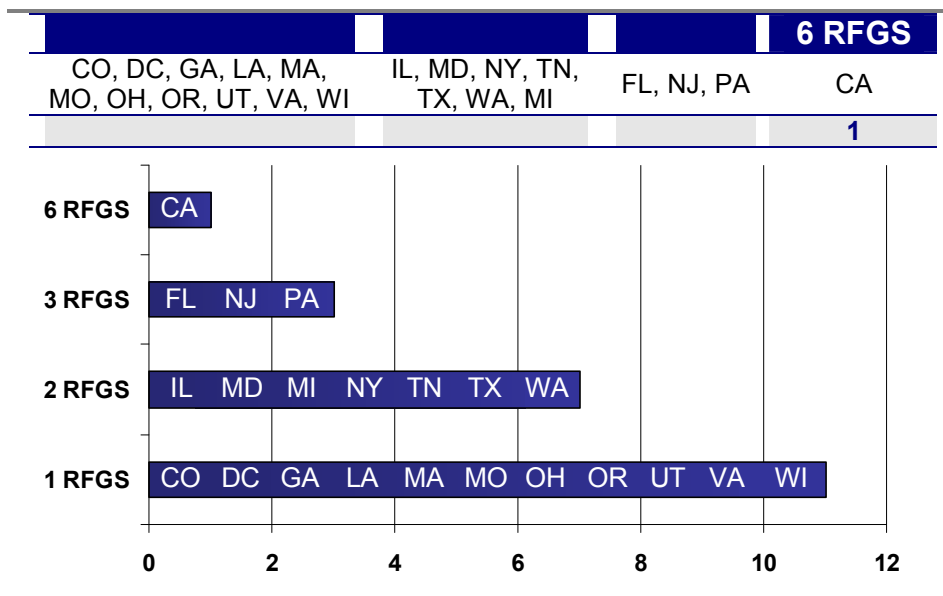 6 RFGS
CO, DC, GA, LA, MA,
MO, OH, OR, UT, VA, WI
IL, MD, NY, TN,
TX, WA, MI
FL, NJ, PA
CA
1
6 RFGS CA
3 RFGS FL NJ PA
2 RFGS IL MD MI NY TN TX WA
1 RFGS CO DC GA LA MA MO OH OR UT VA WI
0 2 4 6 8 10 12